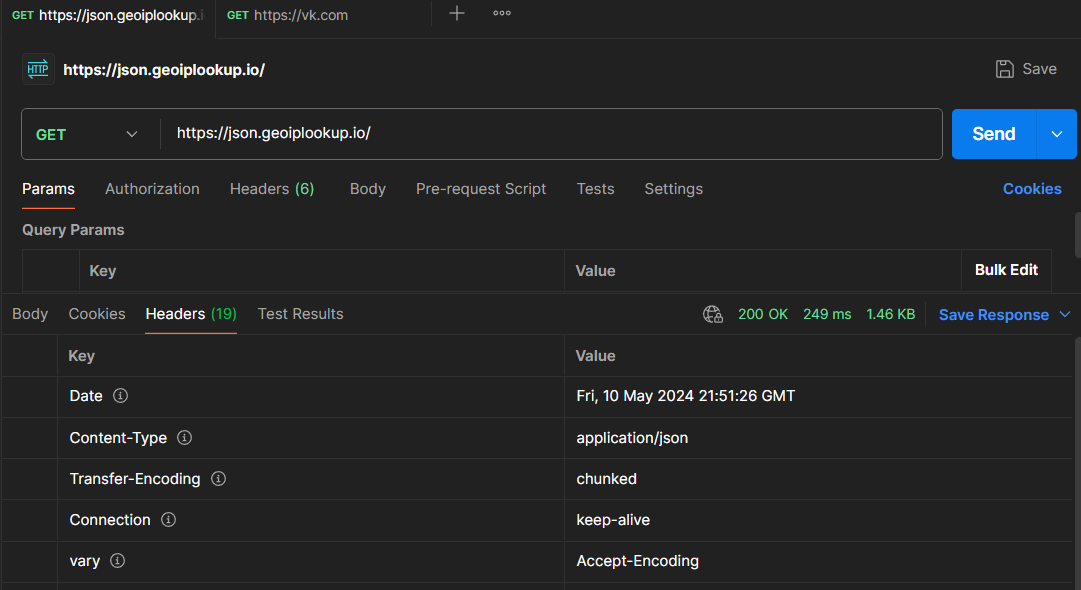 GET https://json.geoiplookup.i GET https://vk.com
HTTP https://json.geoiplookup.io/ Save
GET https://json.geoiplookup.io/ Send
Params Authorization Headers (6) Body Pre-request Script Tests Settings Cookies
Query Params
Key Value Bulk Edit
Body Cookies Headers (19) Test Results 200 OK 249 ms 1.46 KB Save Response
Key Value
Date Fri, 10 May 2024 21:51:26 GMT
Content-Type application/json
Transfer-Encoding chunked
Connection keep-alive
vary Accept-Encoding